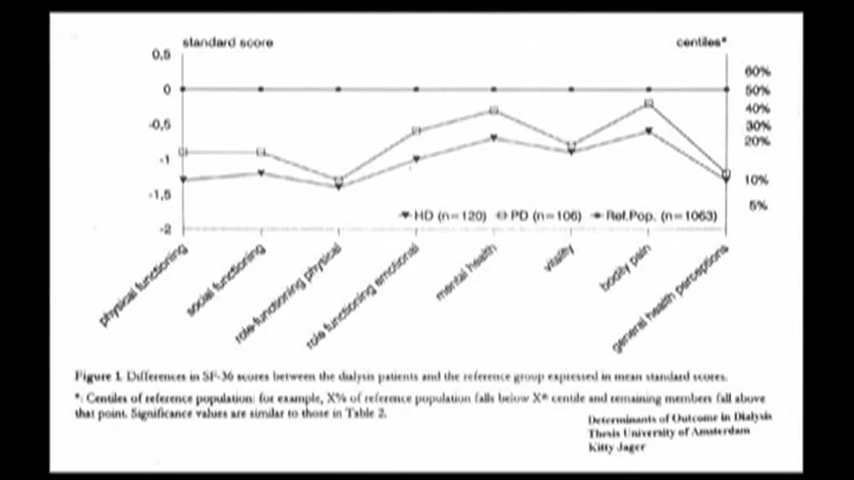 standard score
centiles*
0,5
0
-0,5
-1
-1,5
-2
60%
50%
40%
30%
20%
10%
5%
HD (n=120) PD (n=106) Ref.Pop. (n=1063)
physical functioning
social functioning
role-functioning physical
role functioning emotional
mental health
vitality
bodily pain
general health perceptions
Figure 1. Differences in SF-36 scores between the dialysis patients and the reference group expressed in mean standard scores.
*: Centiles of reference population: for example, X% of reference population falls below Xth centile and remaining members fall above
that point. Significance values are similar to those in Table 2.
Determinants of Outcome in Dialysis
Thesis University of Amsterdam
Kitty Jager